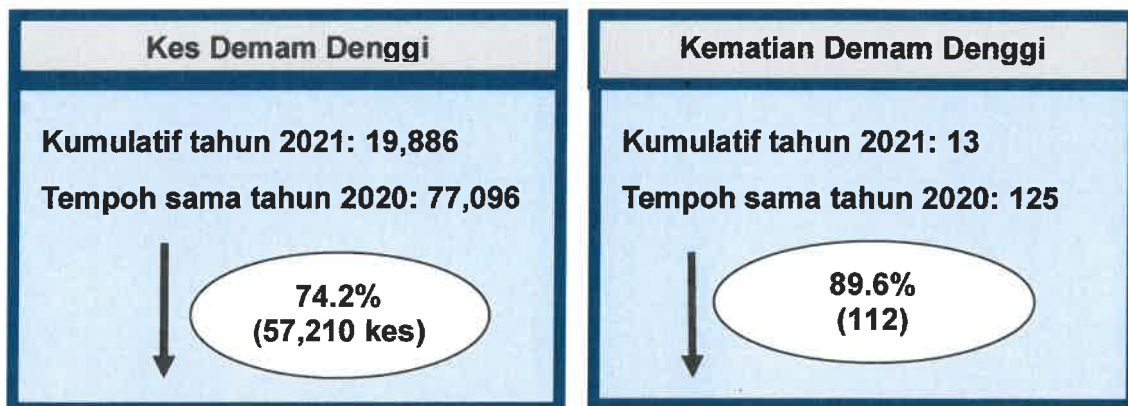 Kes Demam Denggi
Kumulatif tahun 2021: 19,886
Tempoh sama tahun 2020: 77,096
74.2%
(57,210 kes)
Kematian Demam Denggi
Kumulatif tahun 2021: 13
Tempoh sama tahun 2020: 125
89.6%
(112)